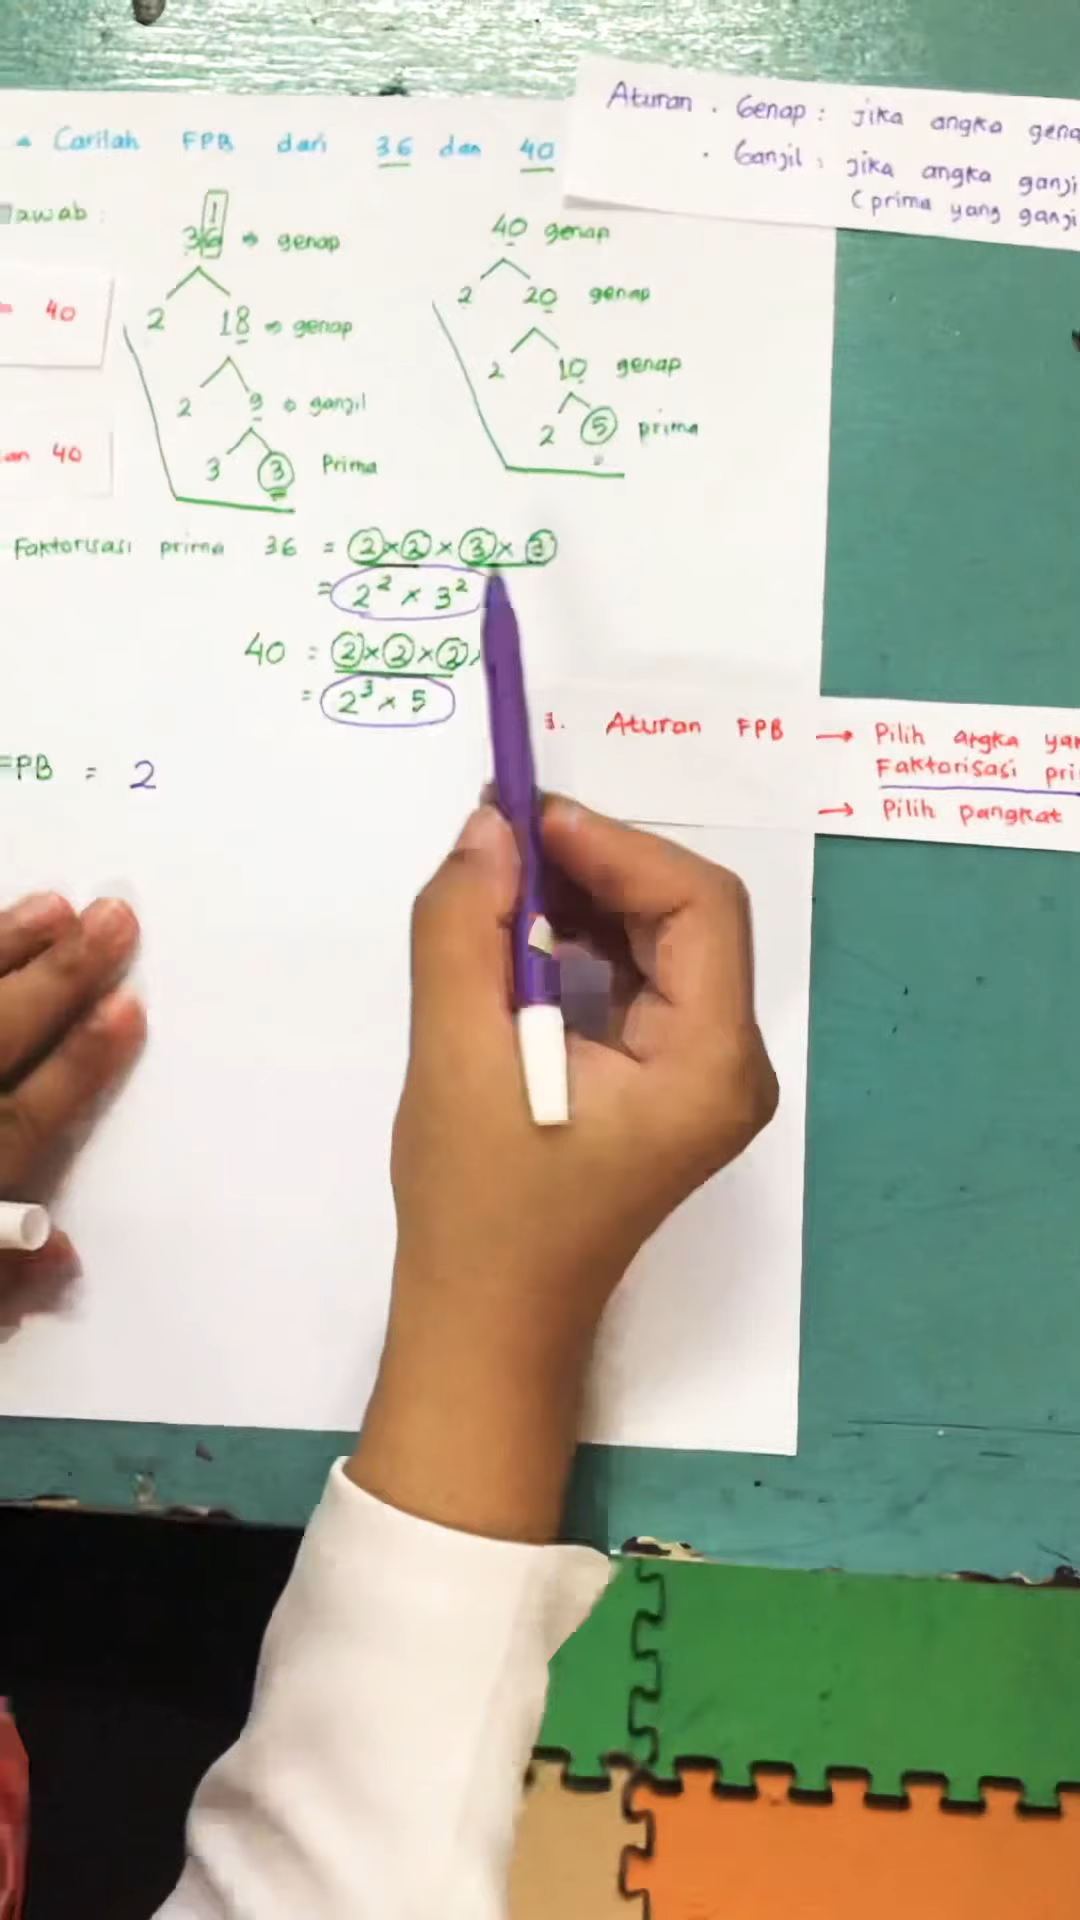 Carilah FPB dari 36 dan 40
Jawab :
Aturan . Genap : jika angka
. Ganjil : jika angka
(prima yang
1
36 ⇒ genap
2 18 ⇒ genap
2 9 ganjil
3 3 Prima
40 genap
2 20 genap
2 10 genap
2 5 prima
40
40
Faktorisasi prima 36 = 2 × 2 × 3 × 3
= 2² × 3²
40 = 2 × 2 × 2 ×
= 2³ × 5
FPB = 2
Aturan FPB → Pilih angka
Faktorisasi
→ Pilih pangkat